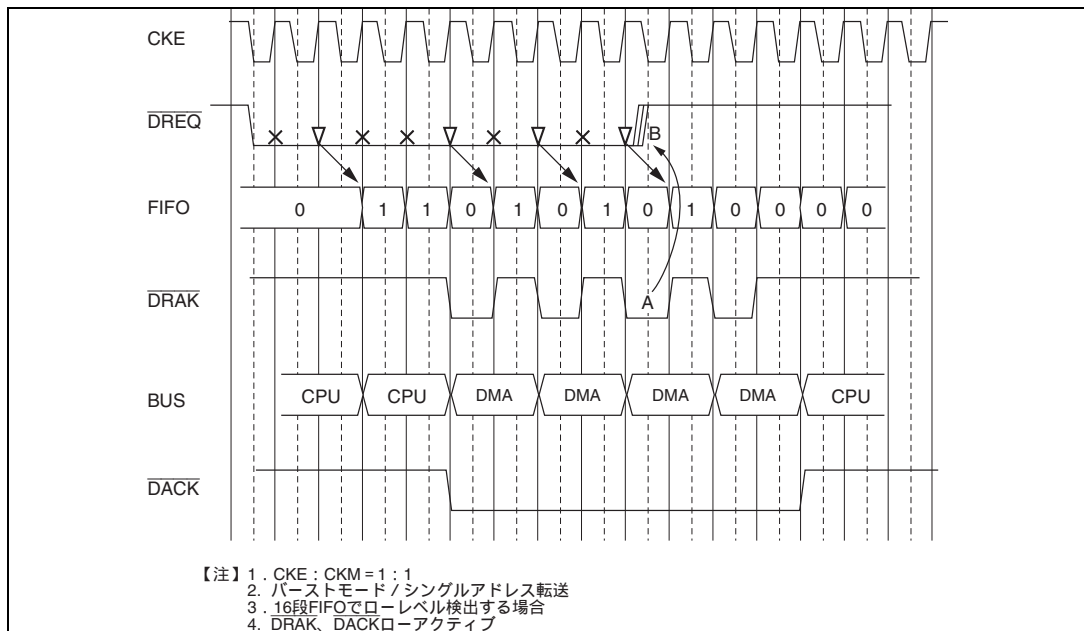 CKE
DREQ
B
FIFO 0 1 1 0 1 0 1 0 1 0 0 0 0
DRAK
A
BUS CPU CPU DMA DMA DMA DMA CPU
DACK
【注】1．CKE：CKM＝1：1
2. バーストモード / シングルアドレス転送
3．16段FIFOでローレベル検出する場合
4. DRAK、DACKローアクティブ